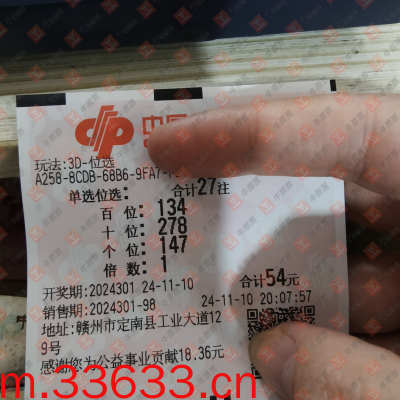 中国
玩法:3D-位选
A258-8CDB-68B6-9FA7-
单选位选: 合计27注
百 位: 134
十 位: 278
个 位: 147
倍 数: 1
合计54元
开奖期:2024301 24-11-10
销售期:2024301-98 24-11-10 20:07:57
地址:赣州市定南县工业大道12
9号
感谢您为公益事业贡献18.36元
m.33633.cn